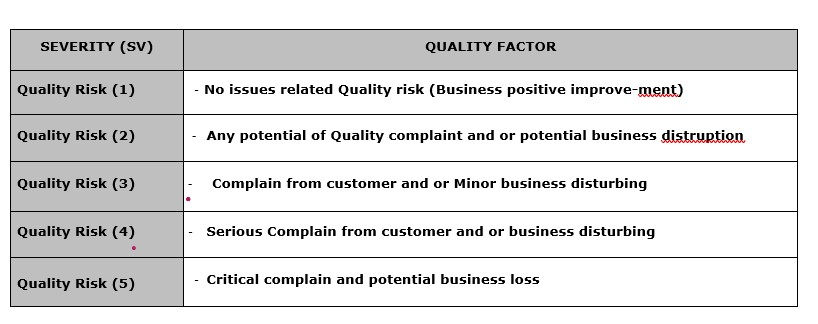 SEVERITY (SV) QUALITY FACTOR
Quality Risk (1) - No issues related Quality risk (Business positive improve-ment)
Quality Risk (2) - Any potential of Quality complaint and or potential business distruption
Quality Risk (3) - Complain from customer and or Minor business disturbing
Quality Risk (4) - Serious Complain from customer and or business disturbing
Quality Risk (5) - Critical complain and potential business loss